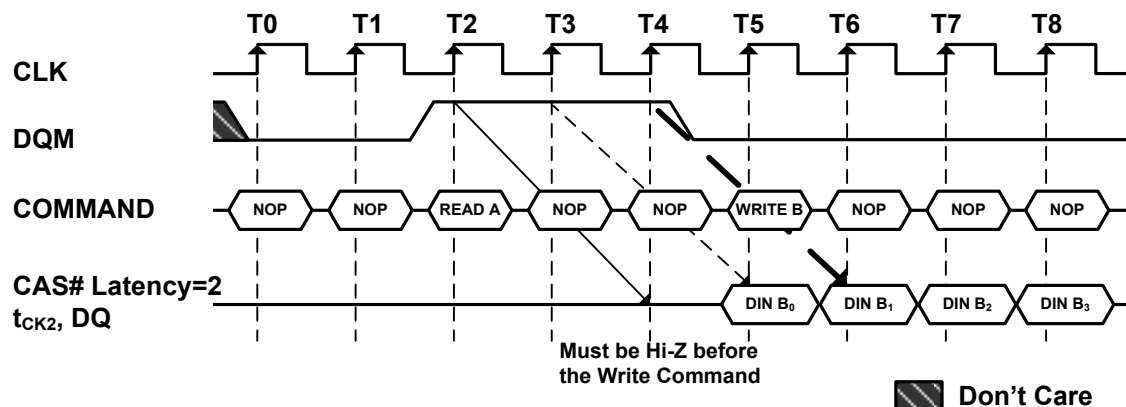 T0 T1 T2 T3 T4 T5 T6 T7 T8
CLK
DQM
COMMAND NOP NOP READ A NOP NOP WRITE B NOP NOP NOP
CAS# Latency=2
tCK2, DQ DIN B0 DIN B1 DIN B2 DIN B3
Must be Hi-Z before
the Write Command
Don't Care